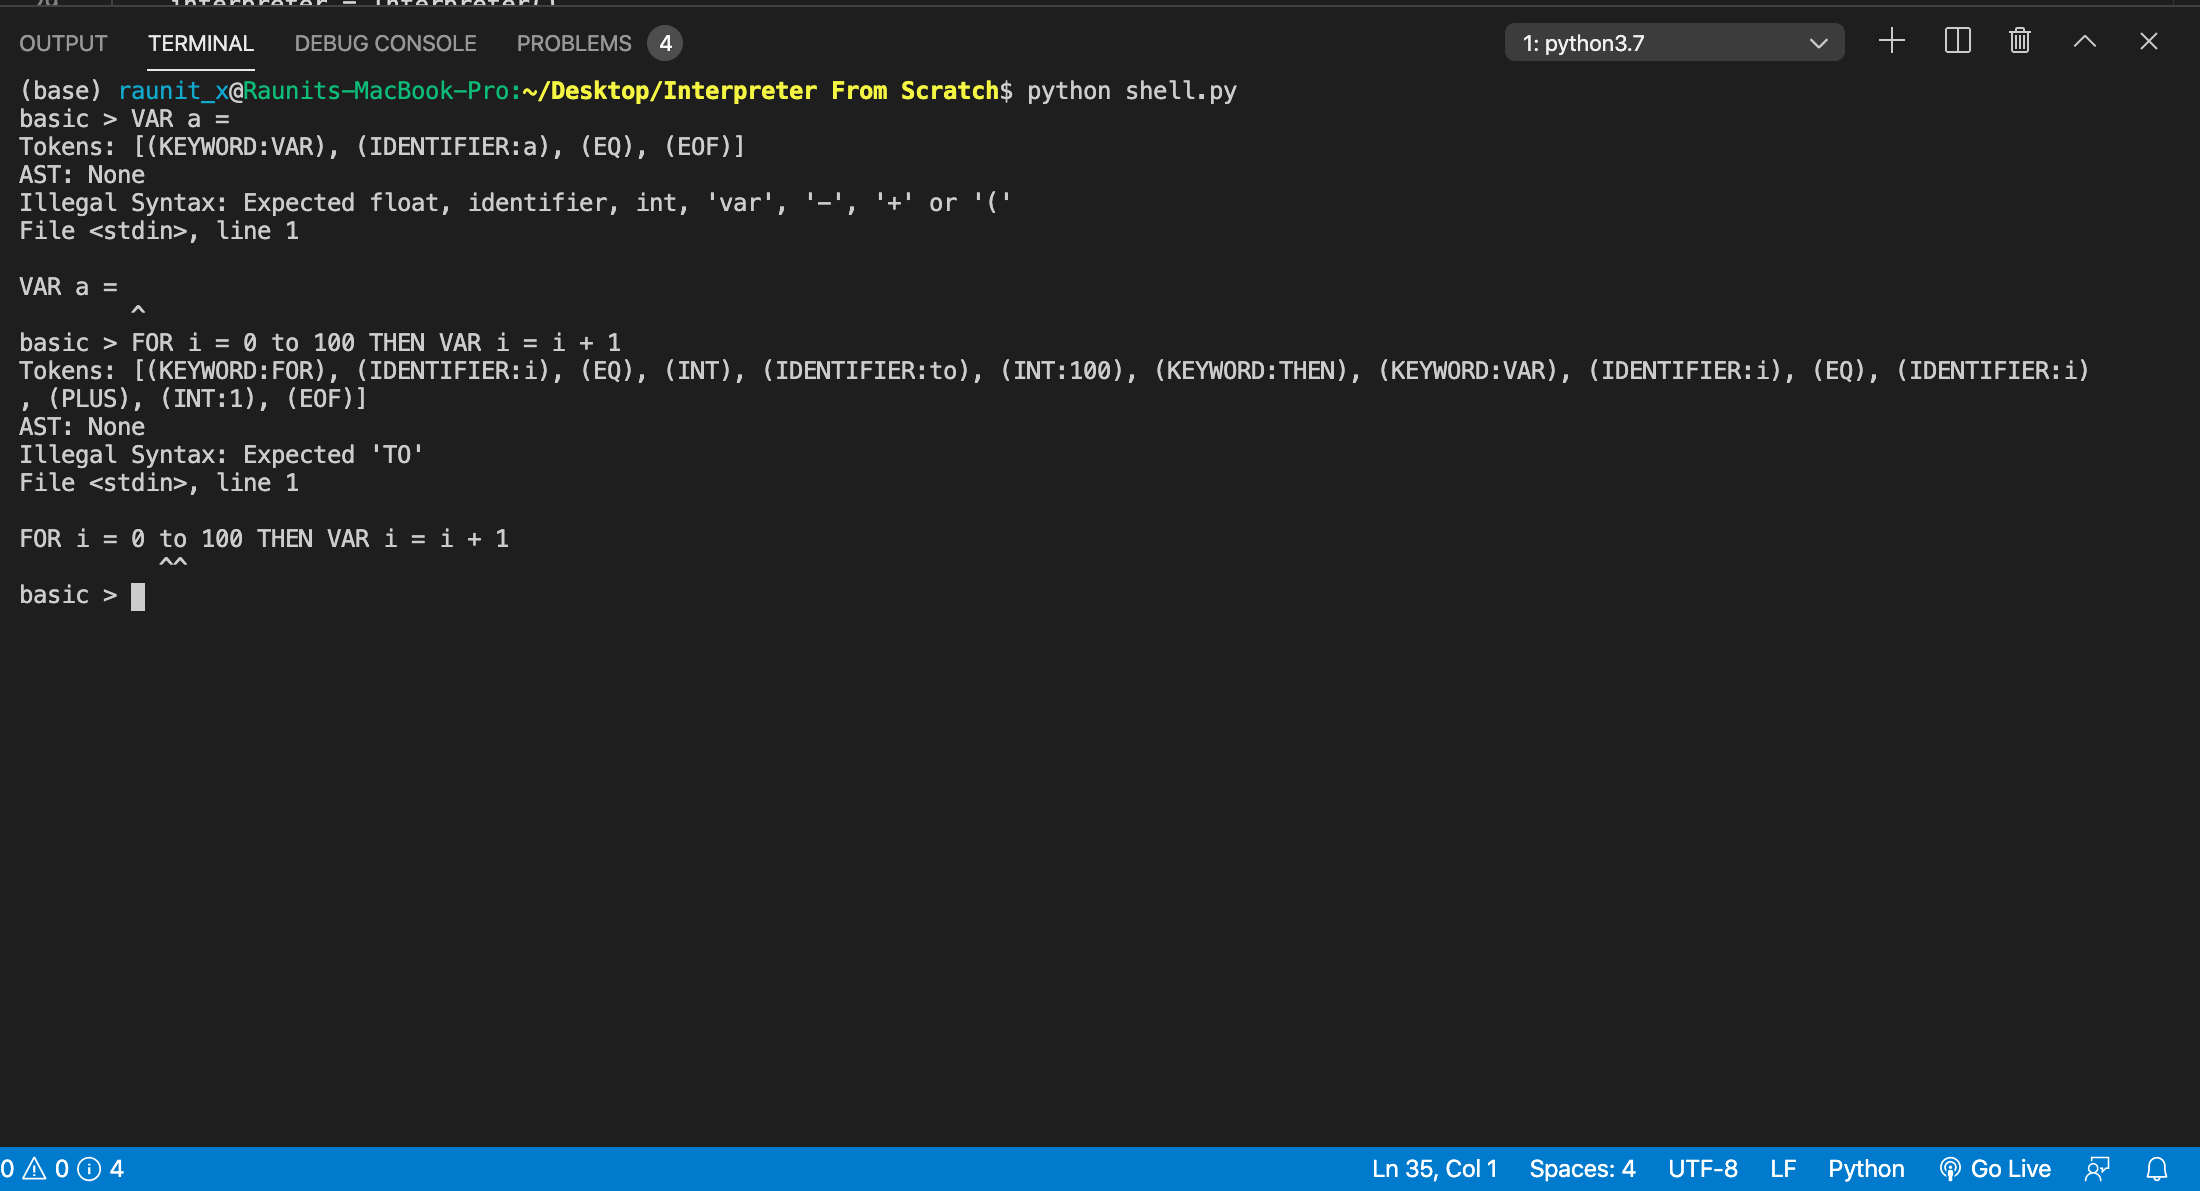 29 interpreter = Interpreter()
OUTPUT TERMINAL DEBUG CONSOLE PROBLEMS 4 1: python3.7
(base) raunit_x@Raunits-MacBook-Pro:~/Desktop/Interpreter From Scratch$ python shell.py
basic > VAR a =
Tokens: [(KEYWORD:VAR), (IDENTIFIER:a), (EQ), (EOF)]
AST: None
Illegal Syntax: Expected float, identifier, int, 'var', '-', '+' or '('
File <stdin>, line 1
VAR a =
^
basic > FOR i = 0 to 100 THEN VAR i = i + 1
Tokens: [(KEYWORD:FOR), (IDENTIFIER:i), (EQ), (INT), (IDENTIFIER:to), (INT:100), (KEYWORD:THEN), (KEYWORD:VAR), (IDENTIFIER:i), (EQ), (IDENTIFIER:i)
, (PLUS), (INT:1), (EOF)]
AST: None
Illegal Syntax: Expected 'TO'
File <stdin>, line 1
FOR i = 0 to 100 THEN VAR i = i + 1
^^
basic >
0 0 4 Ln 35, Col 1 Spaces: 4 UTF-8 LF Python Go Live